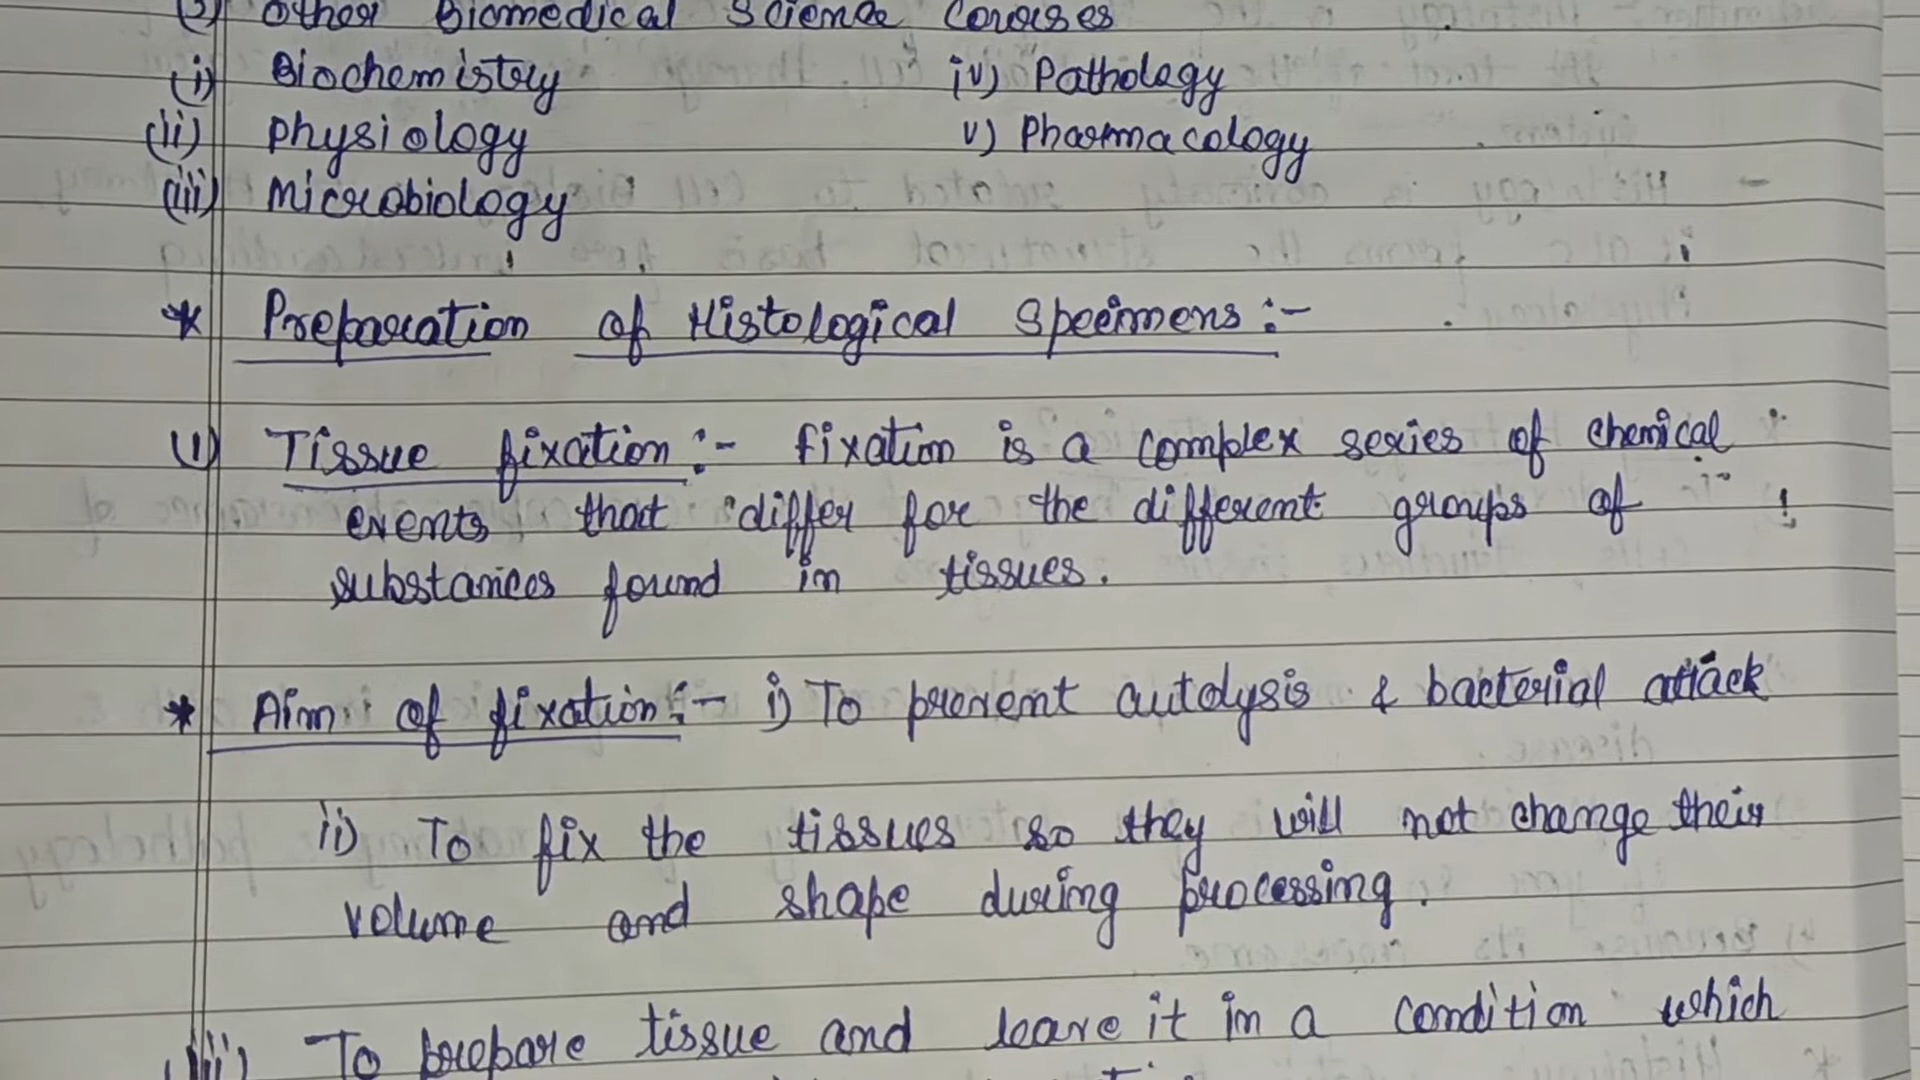 (2) Other Biomedical Science Courses
(i) Biochemistry iv) Pathology
(ii) physiology v) Pharmacology
(iii) microbiology
* Preparation of Histological Speimens :-
(1) Tissue fixation :- fixation is a complex series of chemical
events that differ for the different groups of
substances found in tissues.
* Aim of fixation :- i) To prevent autolysis & bacterial attack
ii) To fix the tissues so they will not change their
volume and shape during processing.
(iii) To prepare tissue and leave it in a condition which